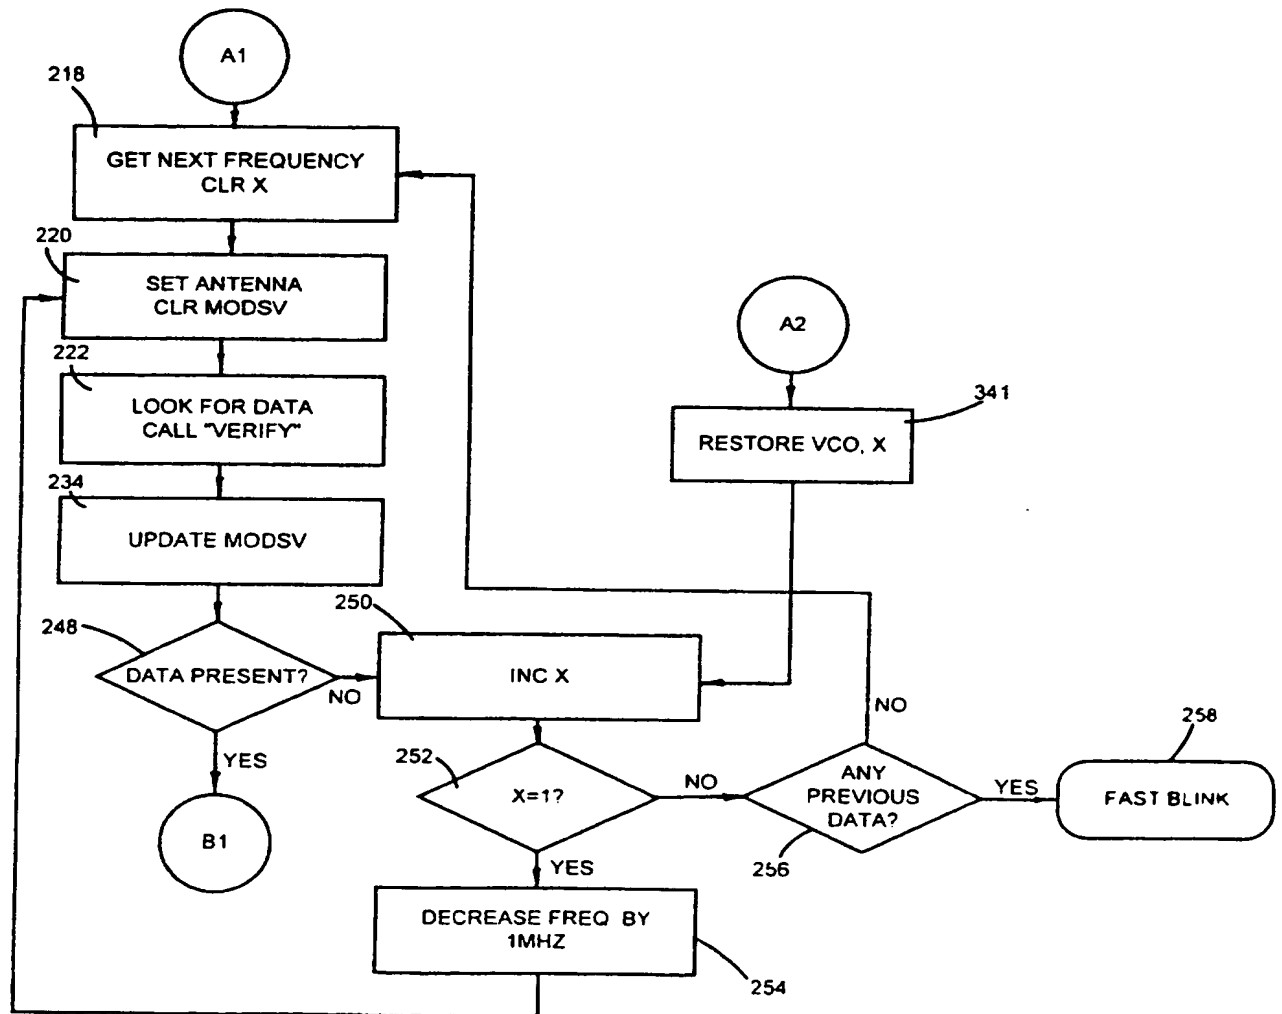 A1
218
GET NEXT FREQUENCY
CLR X
220
SET ANTENNA
CLR MODSV
A2
222
LOOK FOR DATA
CALL "VERIFY"
341
RESTORE VCO, X
234
UPDATE MODSV
250
248
DATA PRESENT?
NO
INC X
NO
YES
252
X=1?
NO
ANY
PREVIOUS
DATA?
YES
258
FAST BLINK
B1
256
YES
DECREASE FREQ BY
1MHZ
254